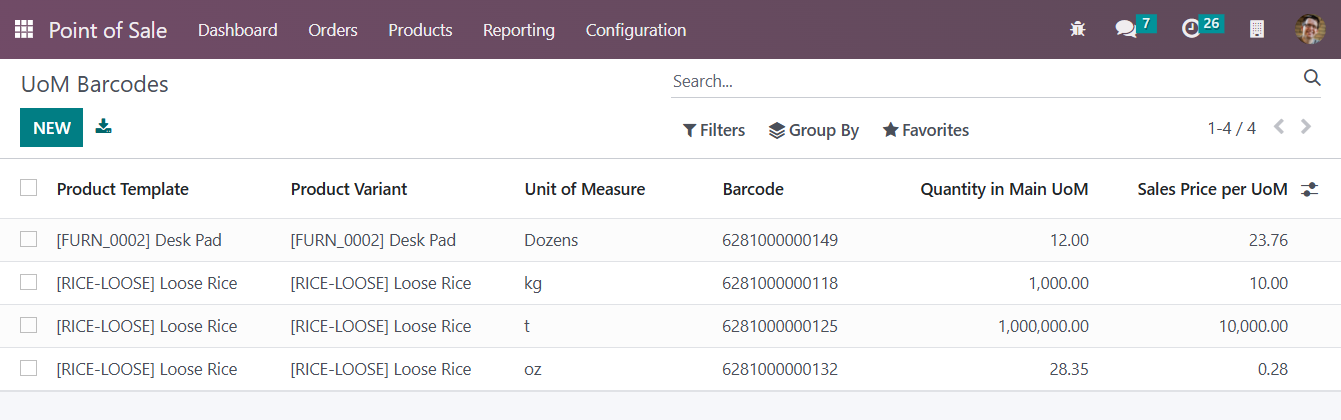 Point of Sale Dashboard Orders Products Reporting Configuration 7 26
UoM Barcodes Search...
NEW Filters Group By Favorites 1-4 / 4
Product Template Product Variant Unit of Measure Barcode Quantity in Main UoM Sales Price per UoM
[FURN_0002] Desk Pad [FURN_0002] Desk Pad Dozens 6281000000149 12.00 23.76
[RICE-LOOSE] Loose Rice [RICE-LOOSE] Loose Rice kg 6281000000118 1,000.00 10.00
[RICE-LOOSE] Loose Rice [RICE-LOOSE] Loose Rice t 6281000000125 1,000,000.00 10,000.00
[RICE-LOOSE] Loose Rice [RICE-LOOSE] Loose Rice oz 6281000000132 28.35 0.28